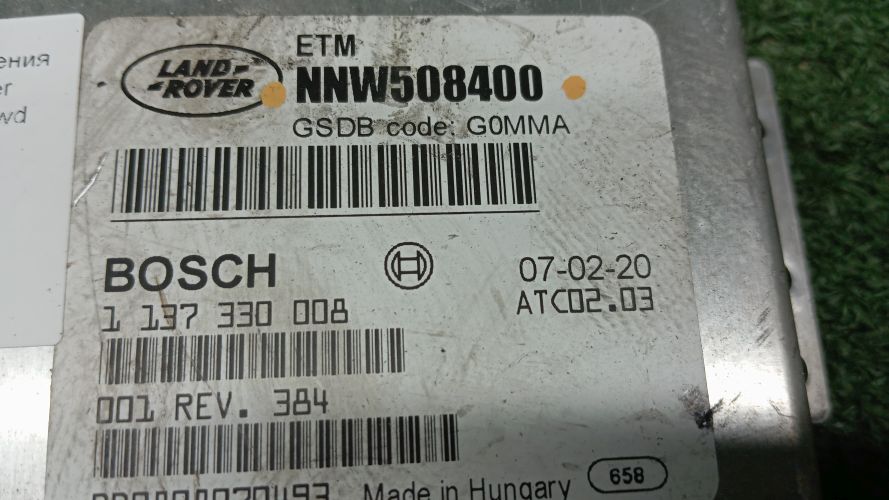 ения
er
wd
ETM
LAND-
-ROVER
NNW508400
GSDB code: G0MMA
BOSCH
07-02-20
1 137 330 008
ATC02.03
001 REV. 384
Made in Hungary
658